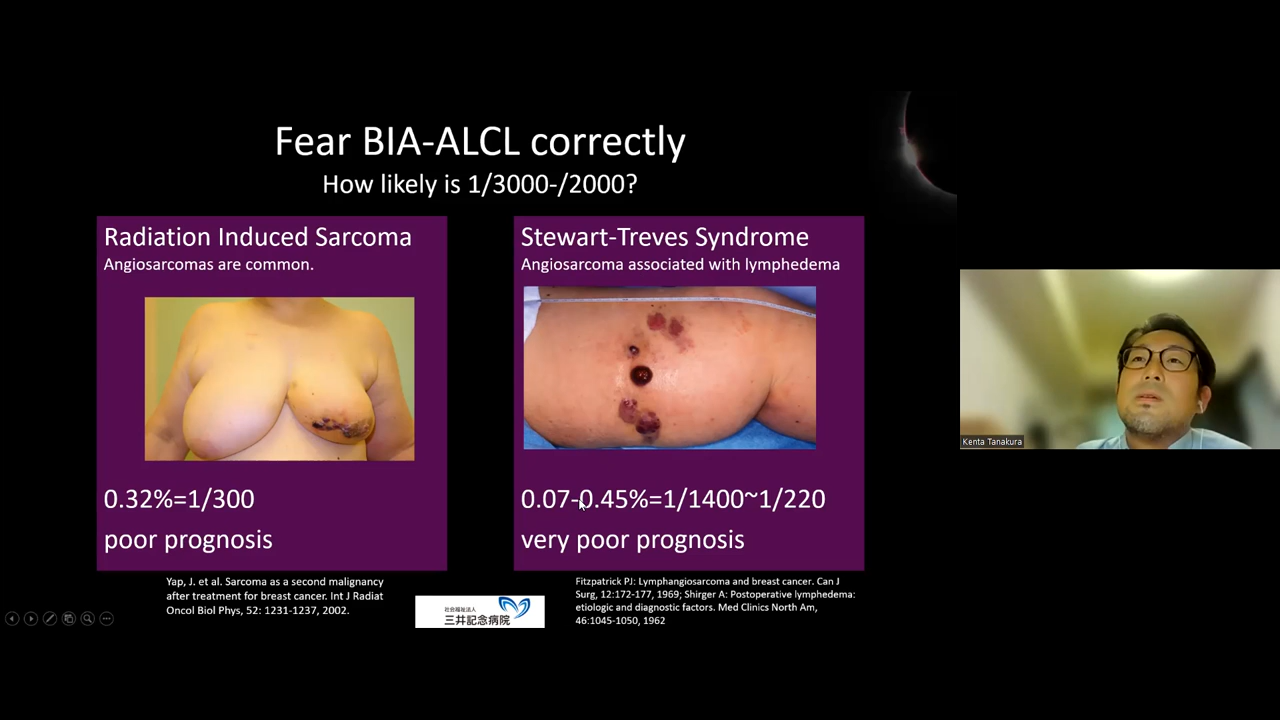 Fear BIA-ALCL correctly
How likely is 1/3000-/2000?
Radiation Induced Sarcoma
Angiosarcomas are common.
0.32%=1/300
poor prognosis
Stewart-Treves Syndrome
Angiosarcoma associated with lymphedema
0.07-0.45%=1/1400~1/220
very poor prognosis
Yap, J. et al. Sarcoma as a second malignancy
after treatment for breast cancer. Int J Radiat
Oncol Biol Phys, 52: 1231-1237, 2002.
社会福祉法人
三井記念病院
Fitzpatrick PJ: Lymphangiosarcoma and breast cancer. Can J
Surg, 12:172-177, 1969; Shirger A: Postoperative lymphedema:
etiologic and diagnostic factors. Med Clinics North Am,
46:1045-1050, 1962
Kenta Tanakura